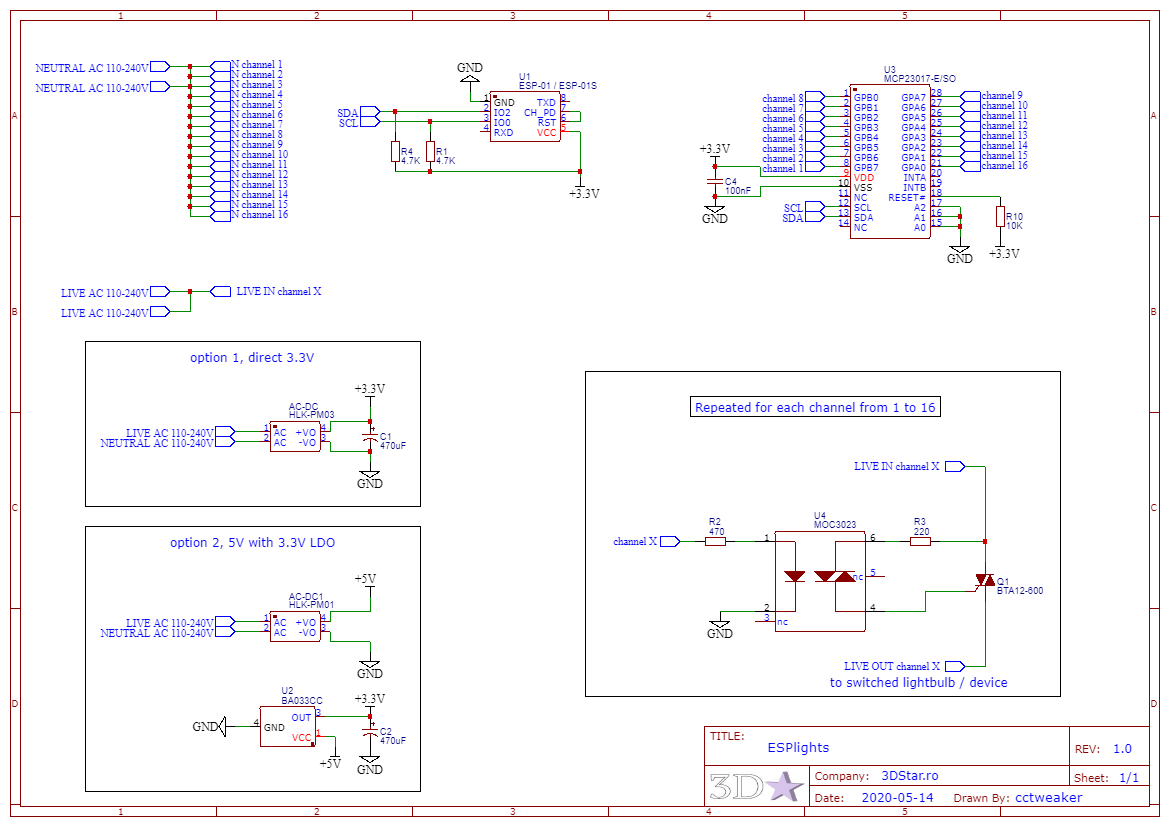 1 2 3 4 5
A
B
C
D
NEUTRAL AC 110-240V
NEUTRAL AC 110-240V
N channel 1
N channel 2
N channel 3
N channel 4
N channel 5
N channel 6
N channel 7
N channel 8
N channel 9
N channel 10
N channel 11
N channel 12
N channel 13
N channel 14
N channel 15
N channel 16
GND
U1
ESP-01 / ESP-01S
1 GND TXD 8
2 IO2 CH_PD 7
3 IO0 RST 6
4 RXD VCC 5
SDA
SCL
R4
4.7K
R1
4.7K
+3.3V
U3
MCP23017-E/SO
channel 8 1 GPB0 GPA7 28 channel 9
channel 7 2 GPB1 GPA6 27 channel 10
channel 6 3 GPB2 GPA5 26 channel 11
channel 5 4 GPB3 GPA4 25 channel 12
channel 4 5 GPB4 GPA3 24 channel 13
channel 3 6 GPB5 GPA2 23 channel 14
channel 2 7 GPB6 GPA1 22 channel 15
channel 1 8 GPB7 GPA0 21 channel 16
9 VDD INTA 20
10 VSS INTB 19
11 NC RESET# 18
SCL 12 SCL A2 17
SDA 13 SDA A1 16
14 NC A0 15
+3.3V
C4
100nF
GND
R10
10K
GND
+3.3V
LIVE AC 110-240V
LIVE AC 110-240V
LIVE IN channel X
option 1, direct 3.3V
+3.3V
AC-DC
HLK-PM03
LIVE AC 110-240V 1 AC +VO 4
NEUTRAL AC 110-240V 2 AC -VO 3
+
C1
470uF
GND
option 2, 5V with 3.3V LDO
+5V
AC-DC1
HLK-PM01
LIVE AC 110-240V 1 AC +VO 4
NEUTRAL AC 110-240V 2 AC -VO 3
GND
U2
BA033CC
GND 4 GND
OUT 3
VCC 1
+5V
+3.3V
+
C2
470uF
GND
Repeated for each channel from 1 to 16
LIVE IN channel X
channel X
R2
470
U4
MOC3023
1
2
3
nc
6
5
nc
4
R3
220
GND
Q1
BTA12-600
LIVE OUT channel X
to switched lightbulb / device
TITLE:
ESPlights
REV: 1.0
3D
Company: 3DStar.ro
Sheet: 1/1
Date: 2020-05-14 Drawn By: cctweaker
A
B
C
D
1 2 3 4 5